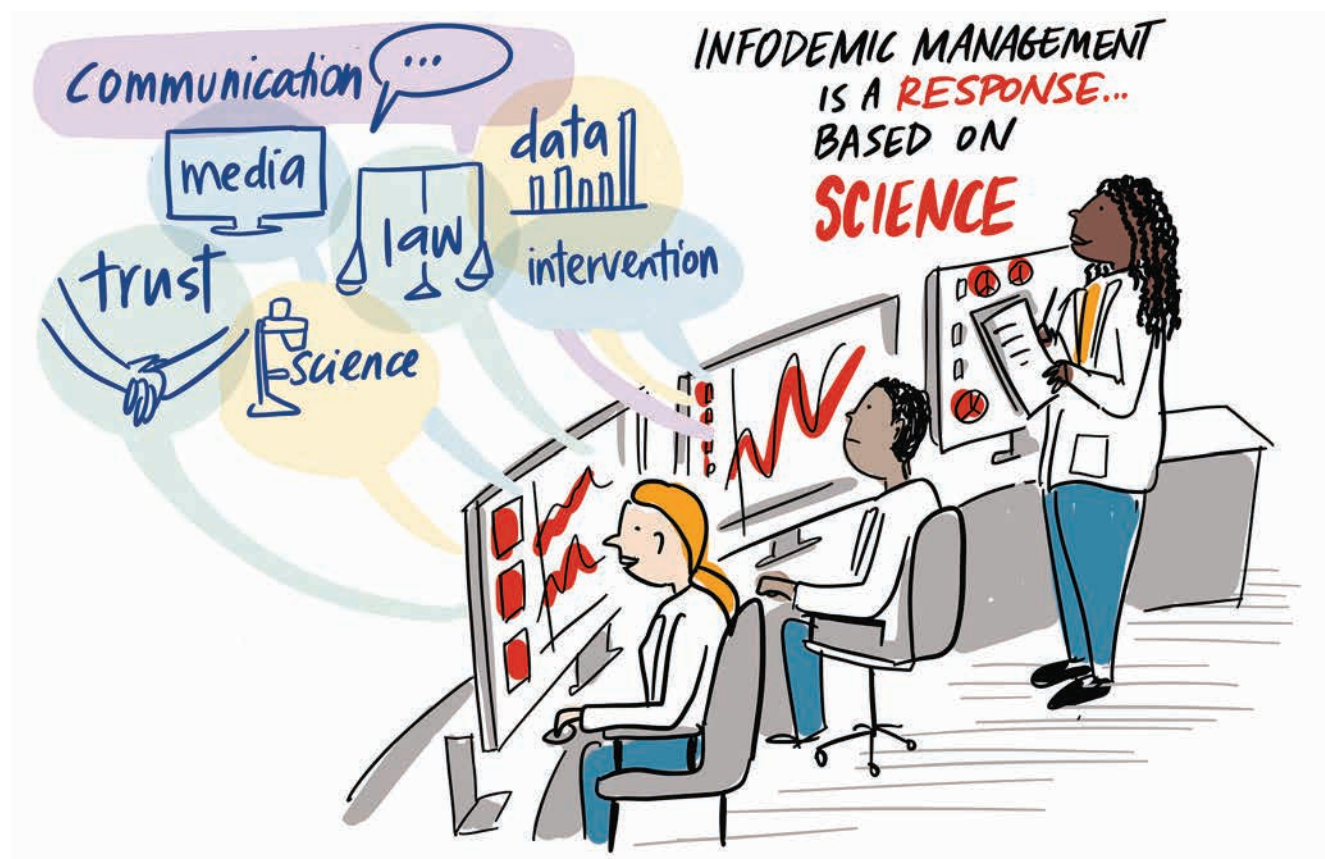 communication
media
data
law
trust
intervention
science
INFODEMIC MANAGEMENT
IS A RESPONSE...
BASED ON
SCIENCE